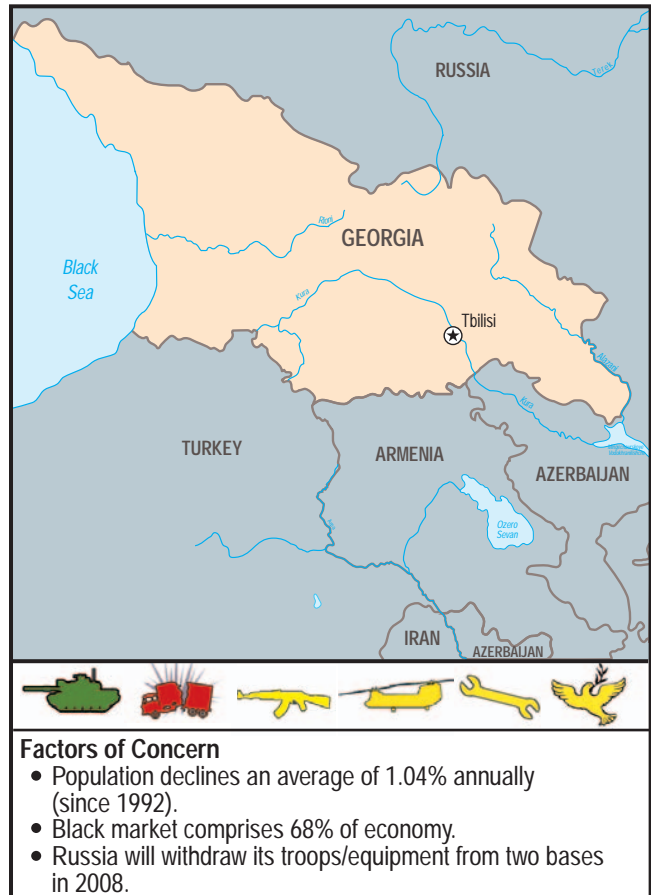 RUSSIA
Terek
Rioni
GEORGIA
Black
Sea
Kura
Tbilisi
Alazani
Kura
TURKEY
ARMENIA
AZERBAIJAN
Ozero
Sevan
IRAN
AZERBAIJAN
Factors of Concern
• Population declines an average of 1.04% annually
(since 1992).
• Black market comprises 68% of economy.
• Russia will withdraw its troops/equipment from two bases
in 2008.